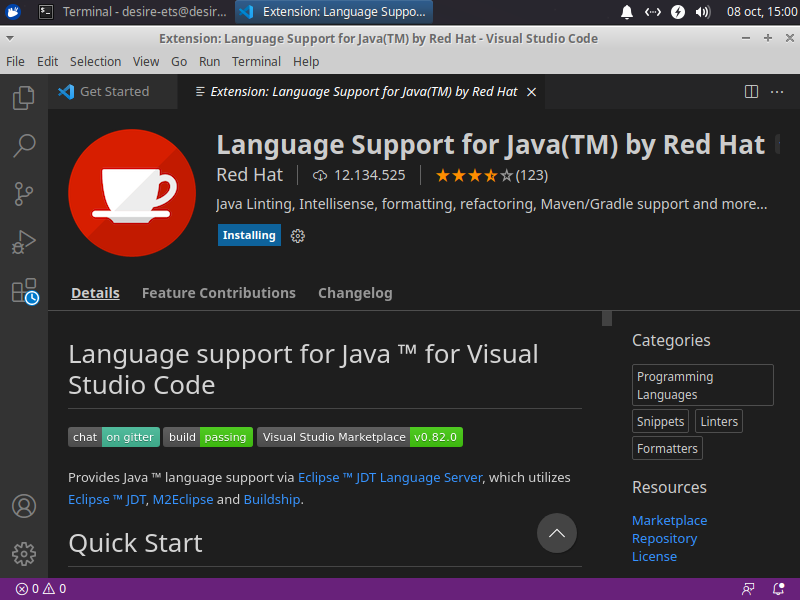 Terminal - desire-ets@desir...
Extension: Language Suppo...
08 oct, 15:00
Extension: Language Support for Java(TM) by Red Hat - Visual Studio Code
File Edit Selection View Go Run Terminal Help
Get Started
Extension: Language Support for Java(TM) by Red Hat
Language Support for Java(TM) by Red Hat
Red Hat 12.134.525 (123)
Java Linting, Intellisense, formatting, refactoring, Maven/Gradle support and more...
Installing
Details Feature Contributions Changelog
Language support for Java ™ for Visual
Studio Code
chat on gitter build passing Visual Studio Marketplace v0.82.0
Provides Java ™ language support via Eclipse ™ JDT Language Server, which utilizes
Eclipse ™ JDT, M2Eclipse and Buildship.
Quick Start
Categories
Programming
Languages
Snippets Linters
Formatters
Resources
Marketplace
Repository
License
0 0